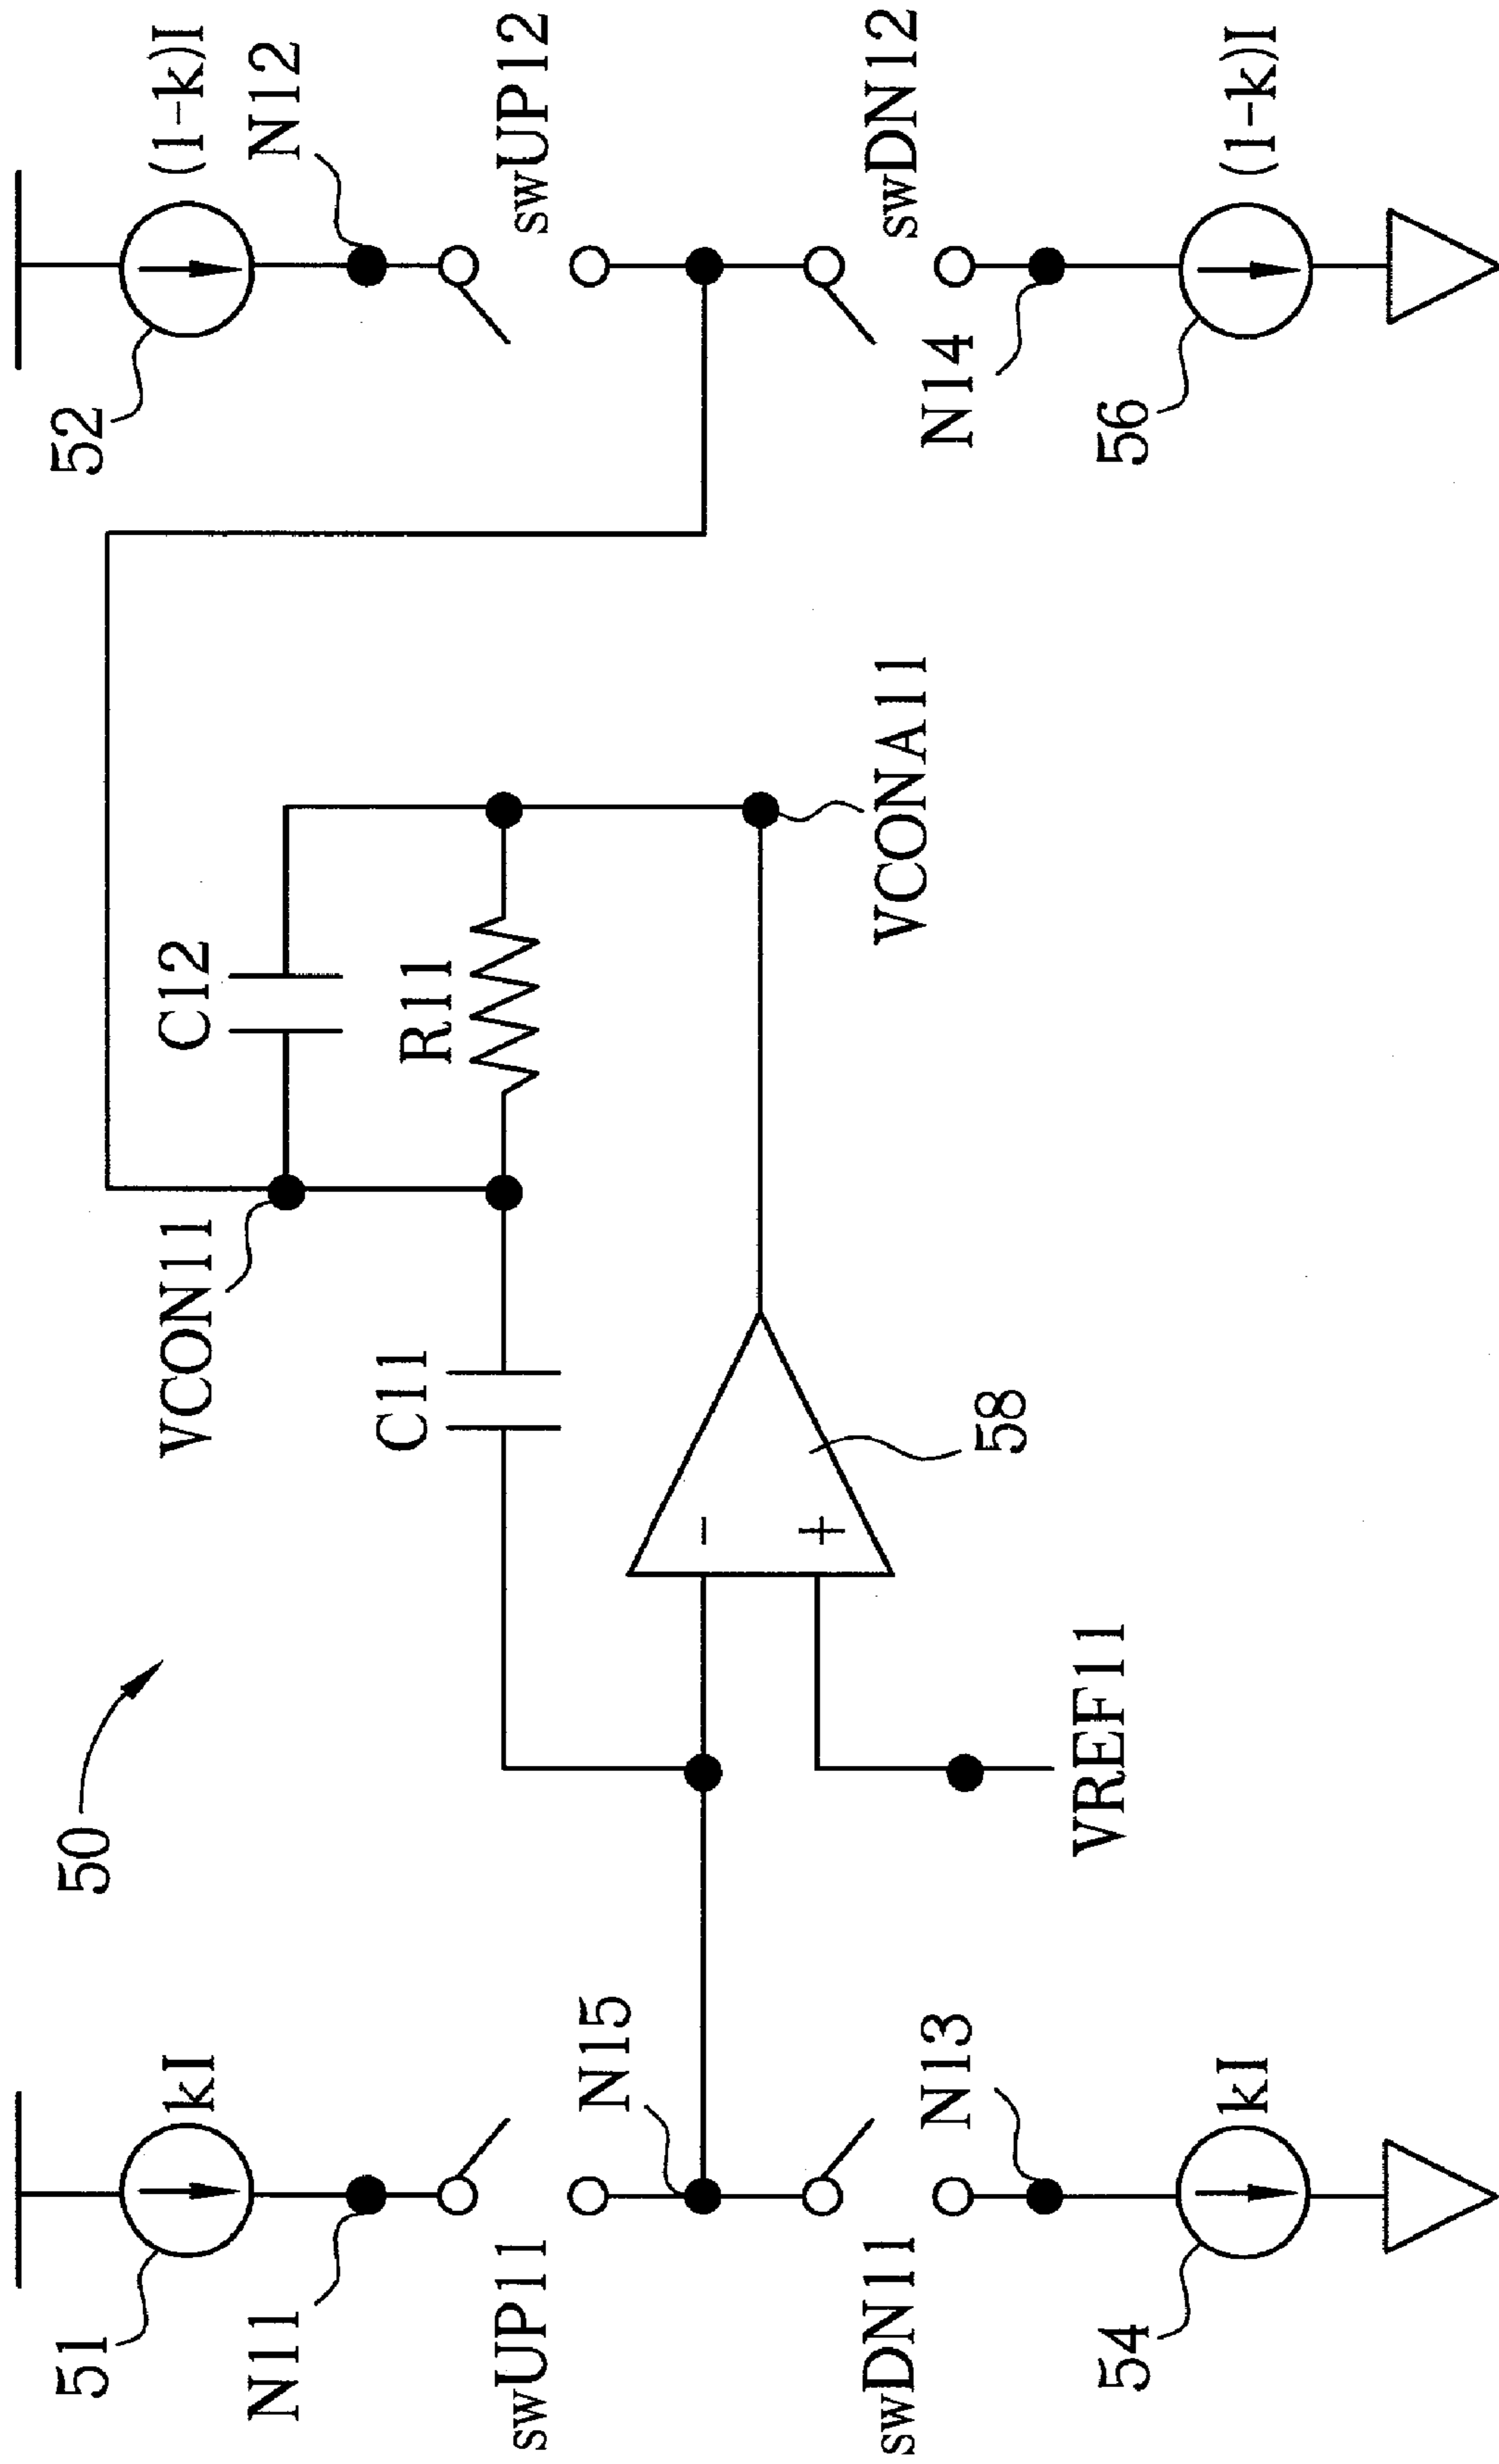 50
51
kI
N11
swUP11
N15
swDN11
N13
54
kI
VCON11
C12
C11
R11
-
+
58
VREF11
VCONA11
52
(1-k)I
N12
swUP12
swDN12
N14
56
(1-k)I